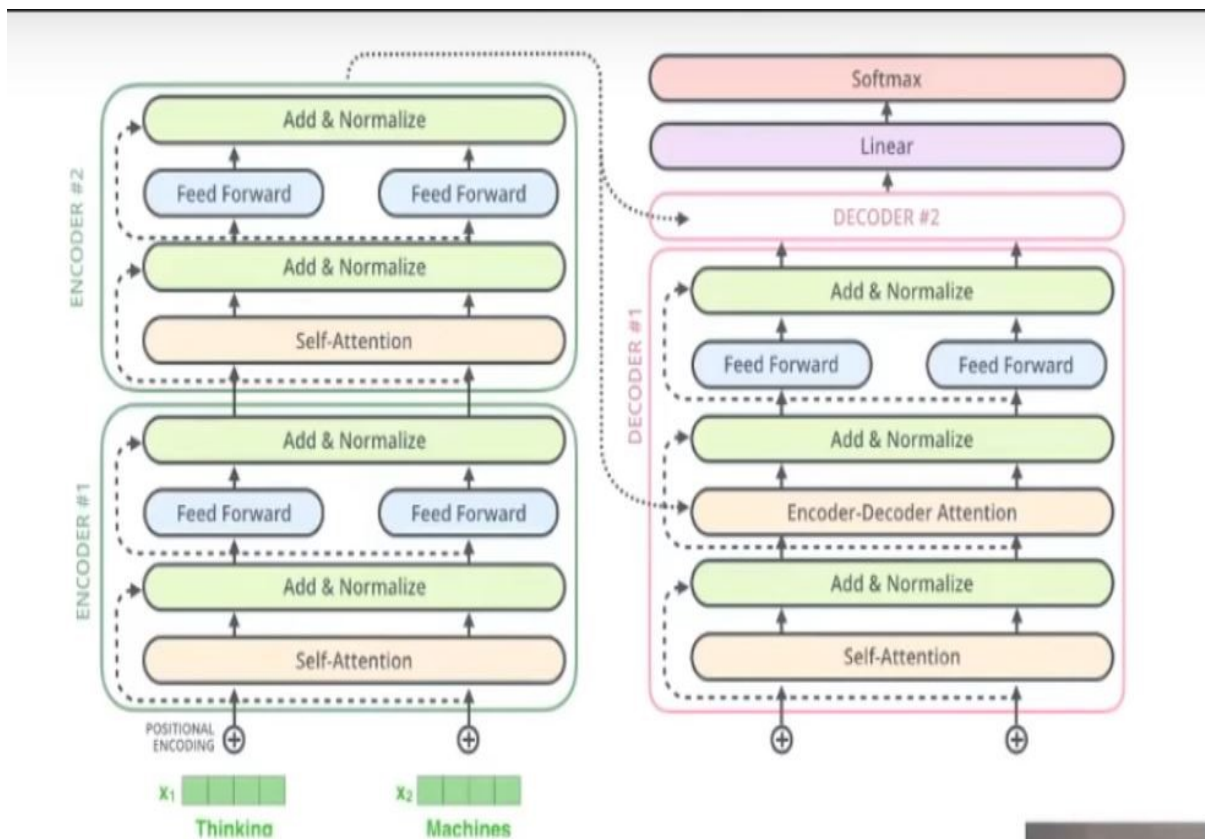 ENCODER #2
Add & Normalize
Feed Forward Feed Forward
Add & Normalize
Self-Attention
ENCODER #1
Add & Normalize
Feed Forward Feed Forward
Add & Normalize
Self-Attention
POSITIONAL
ENCODING
X₁ X₂
Thinking Machines
Softmax
Linear
DECODER #2
DECODER #1
Add & Normalize
Feed Forward Feed Forward
Add & Normalize
Encoder-Decoder Attention
Add & Normalize
Self-Attention